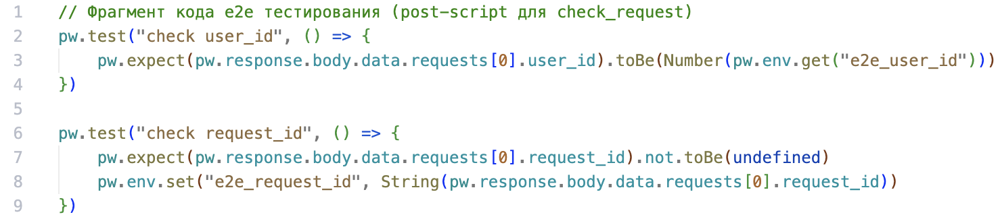 1 // Фрагмент кода e2e тестирования (post-script для check_request)
2 pw.test("check user_id", () => {
3 pw.expect(pw.response.body.data.requests[0].user_id).toBe(Number(pw.env.get("e2e_user_id")))
4 })
5
6 pw.test("check request_id", () => {
7 pw.expect(pw.response.body.data.requests[0].request_id).not.toBe(undefined)
8 pw.env.set("e2e_request_id", String(pw.response.body.data.requests[0].request_id))
9 })